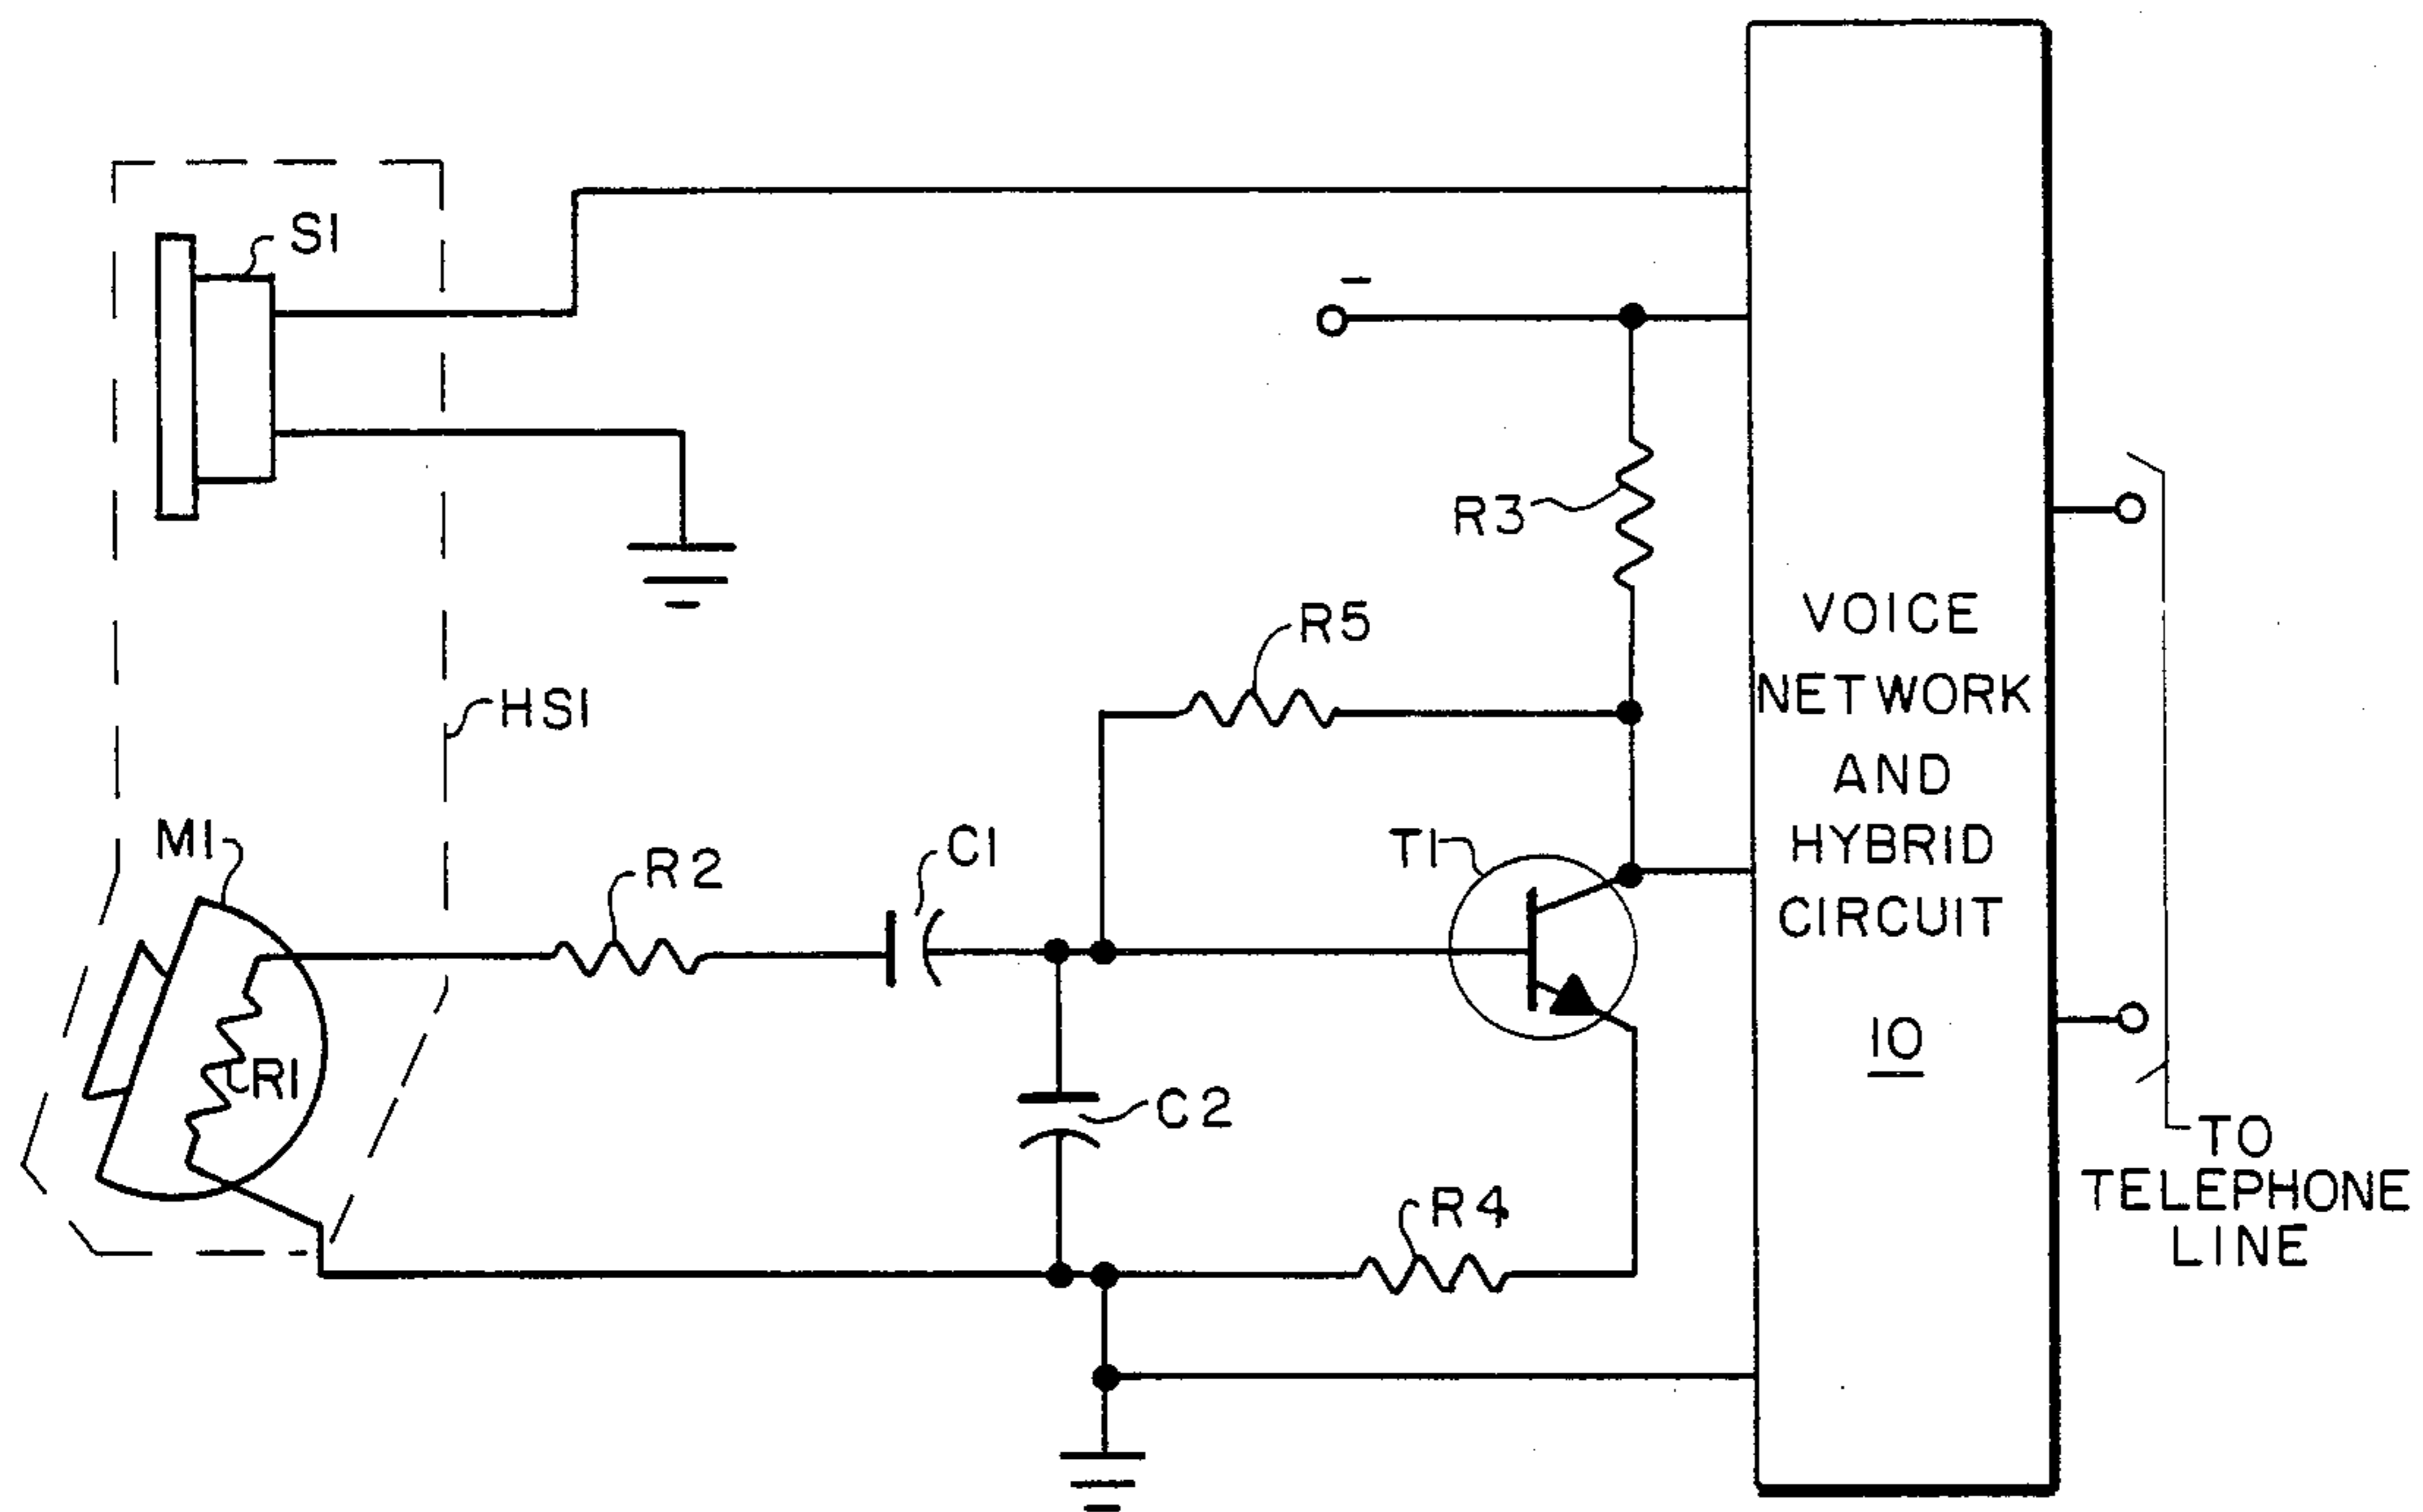 S1
−
R3
R5
HS1
VOICE
NETWORK
AND
HYBRID
CIRCUIT
10
M1
R2
C1
T1
R1
C2
R4
TO
TELEPHONE
LINE